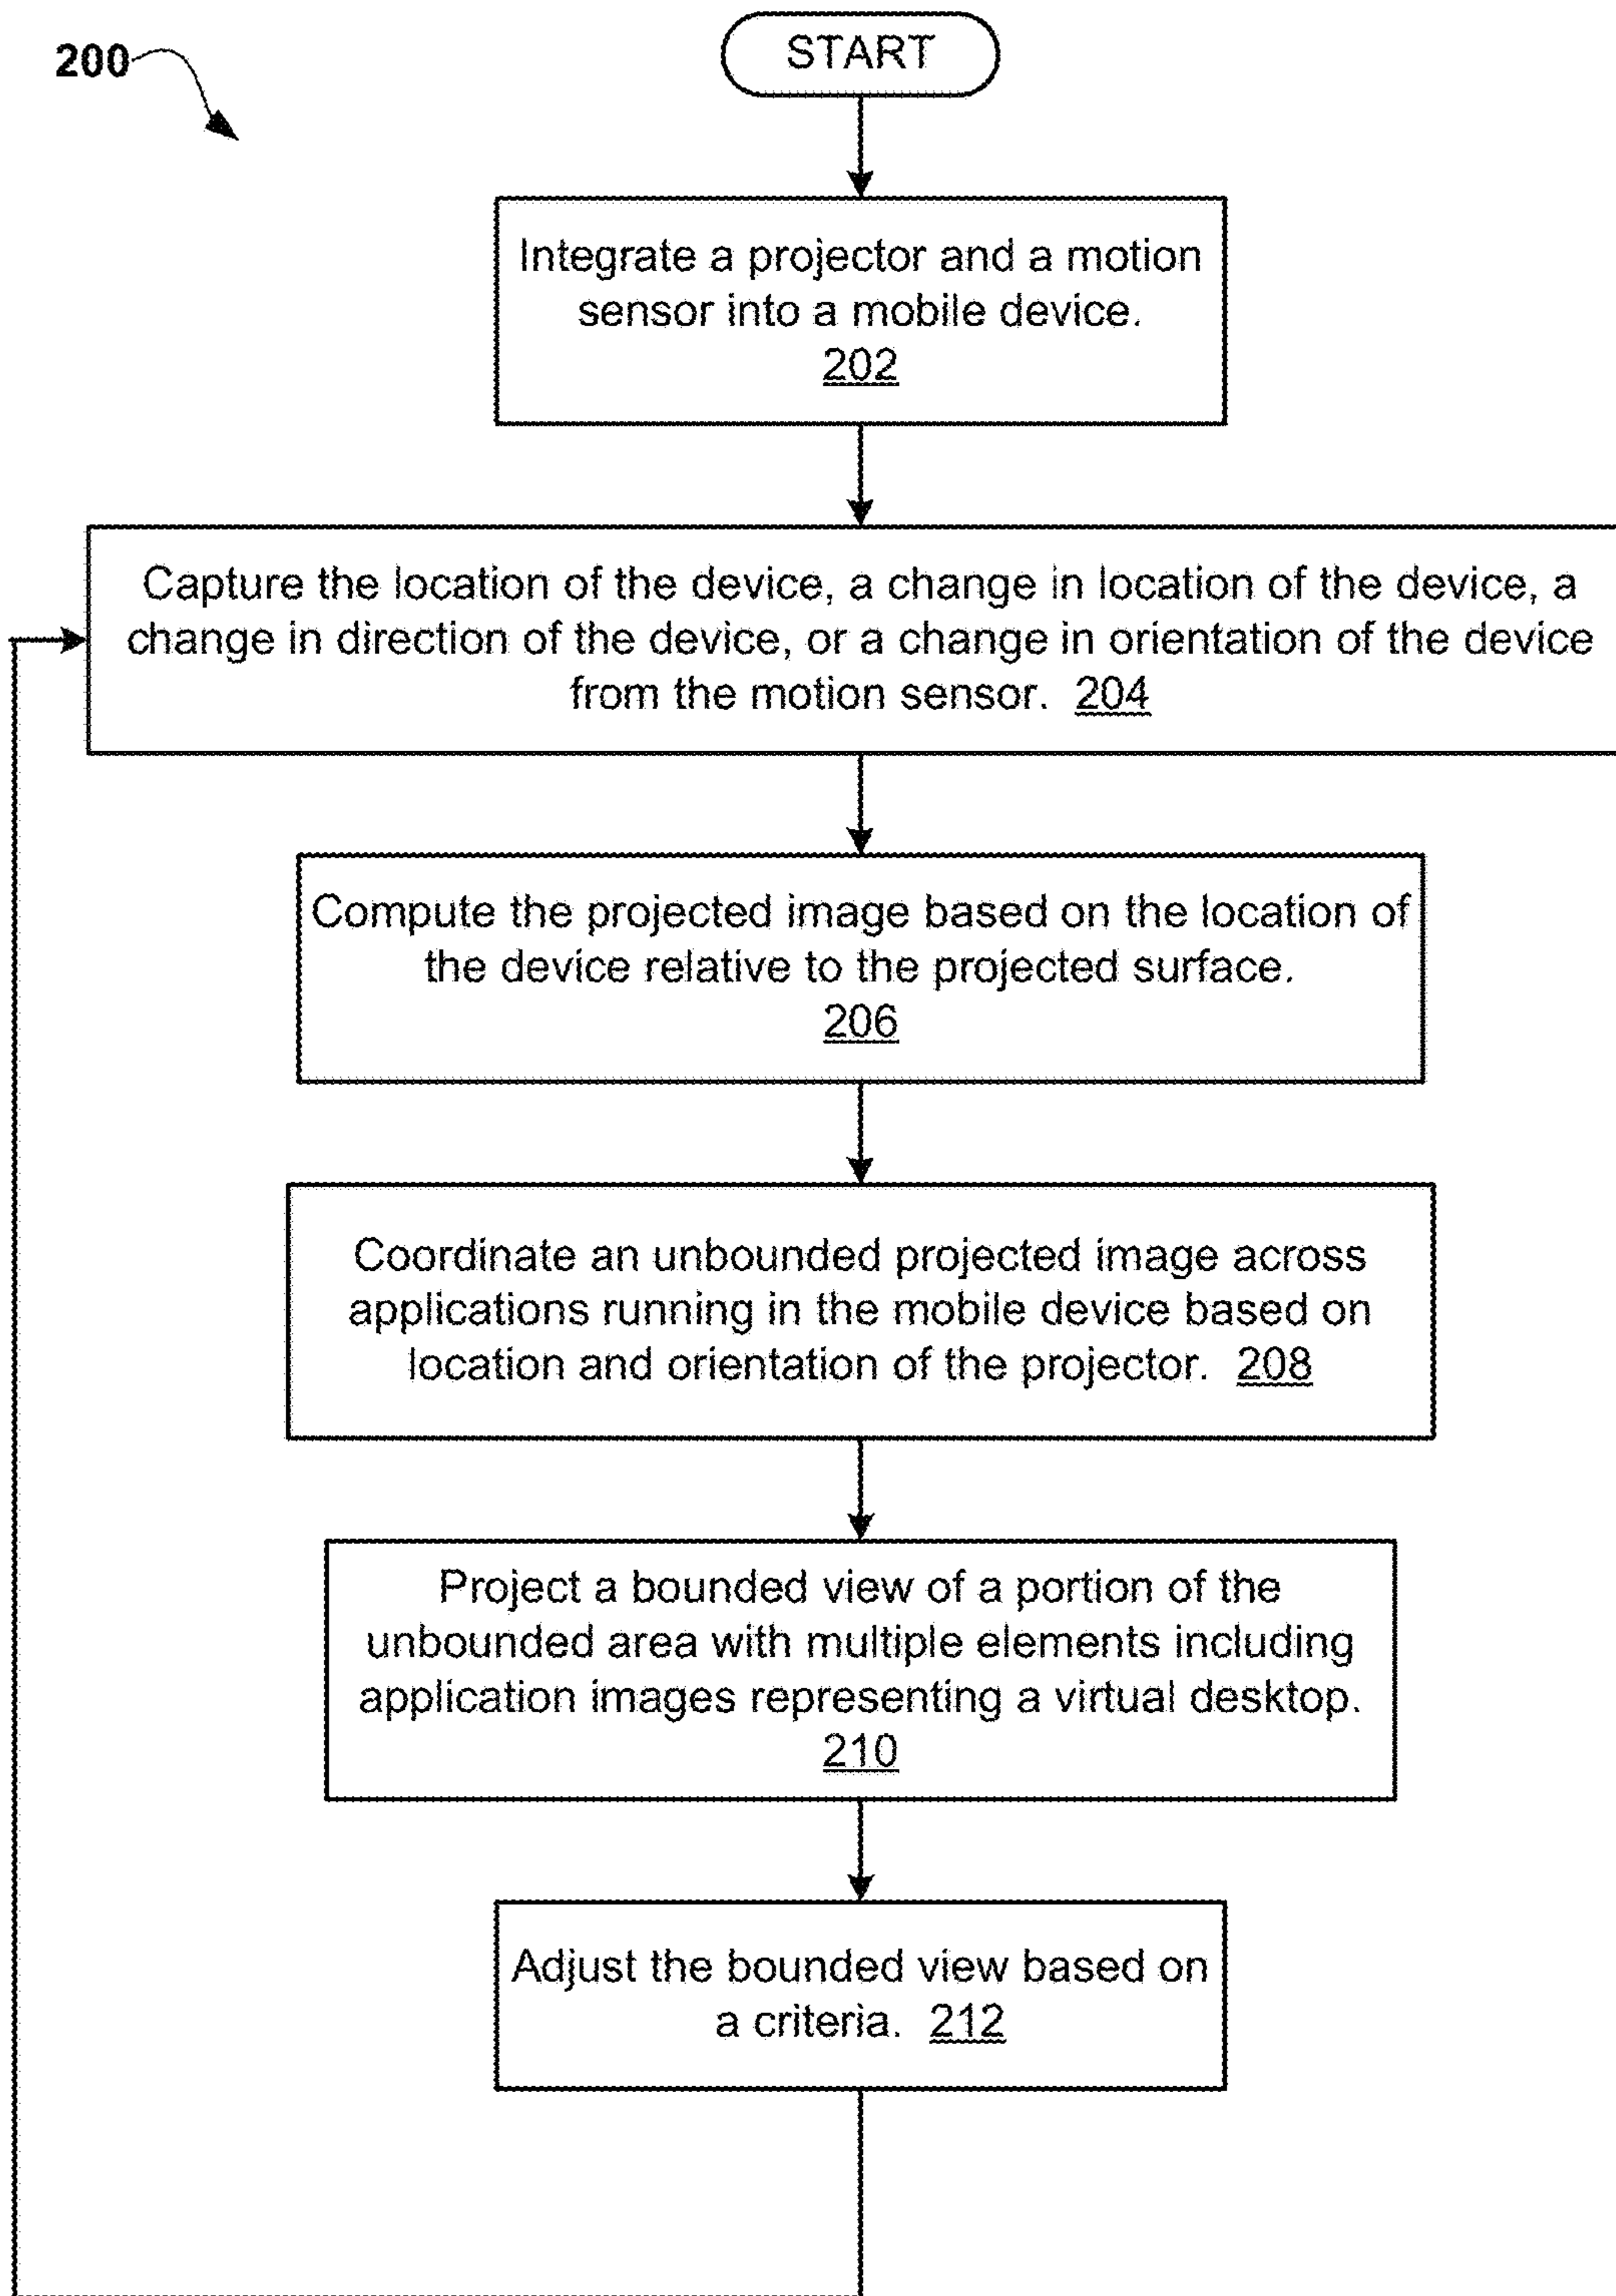 200
START
Integrate a projector and a motion
sensor into a mobile device.
202
Capture the location of the device, a change in location of the device, a
change in direction of the device, or a change in orientation of the device
from the motion sensor. 204
Compute the projected image based on the location of
the device relative to the projected surface.
206
Coordinate an unbounded projected image across
applications running in the mobile device based on
location and orientation of the projector. 208
Project a bounded view of a portion of the
unbounded area with multiple elements including
application images representing a virtual desktop.
210
Adjust the bounded view based on
a criteria. 212